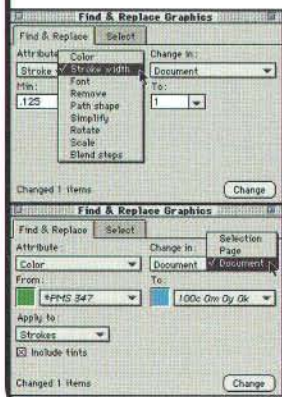 Find & Replace Graphics
Find & Replace Select
Attribute Change in:
Stroke Document
Color
✓ Stroke width
Font
Remove
Path shape
Simplify
Rotate
Scale
Blend steps
Min: To:
.125 1
Changed 1 items Change
Find & Replace Graphics
Find & Replace Select
Attribute: Change in:
Color Document
Selection
Page
✓ Document
From: To:
*PMS 347 100c 0m 0y 0k
Apply to:
Strokes
Include tints
Changed 1 items Change